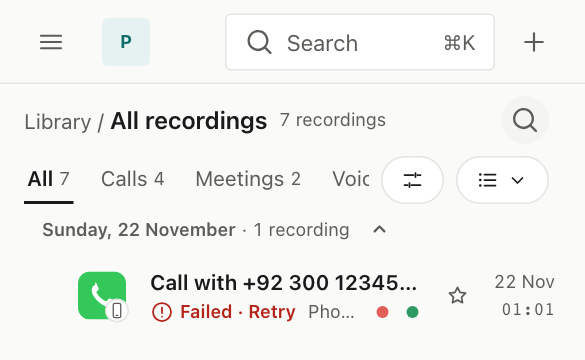 P
Search ⌘K
Library / All recordings 7 recordings
All 7 Calls 4 Meetings 2 Voic
Sunday, 22 November · 1 recording
Call with +92 300 12345... 22 Nov
Failed · Retry Pho... 01:01